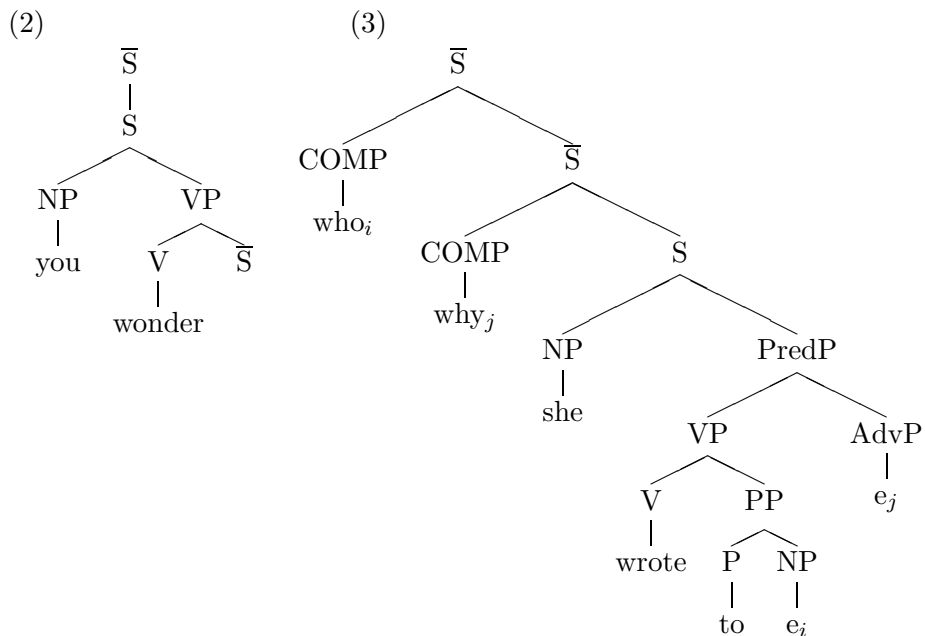 (2) (3)
S̅ S̅
S
COMP S̅
NP VP
who_i
COMP S
you V S̅
why_j
wonder
NP PredP
she
VP AdvP
V PP e_j
wrote P NP
to e_i